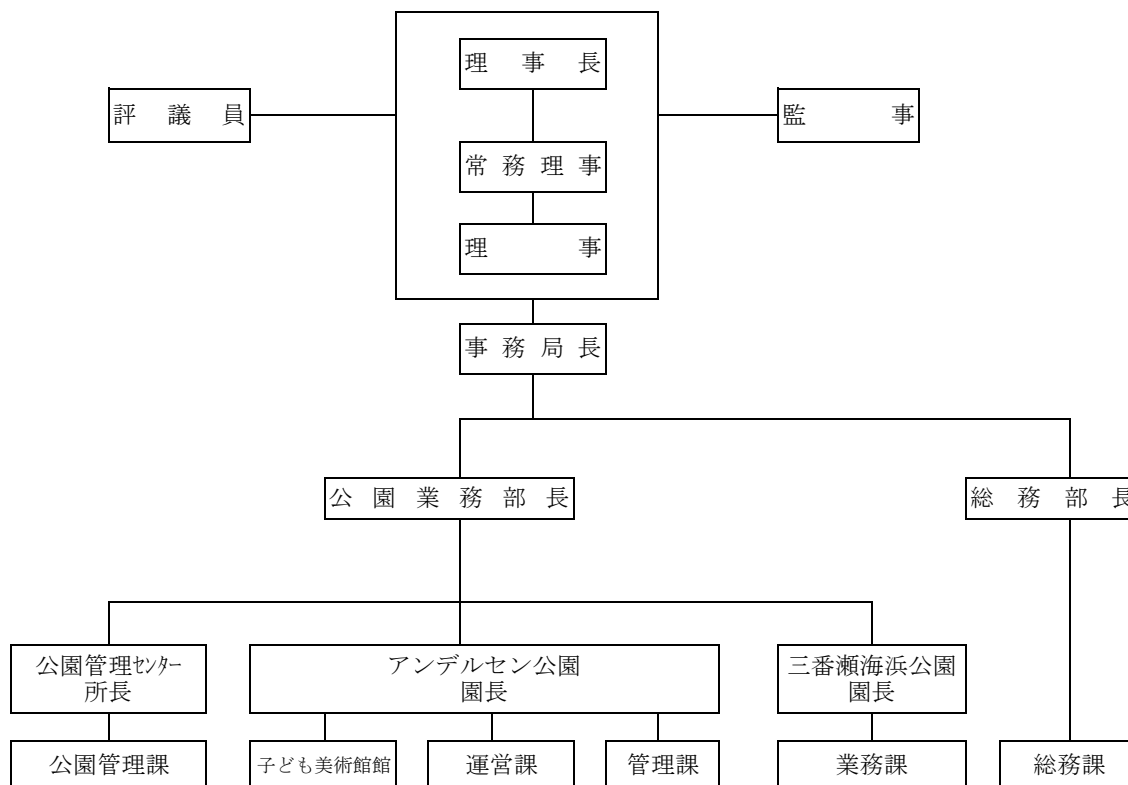 理事長
評議員
監事
常務理事
理事
事務局長
公園業務部長
総務部長
公園管理ｾﾝﾀー
所長
アンデルセン公園
園長
三番瀬海浜公園
園長
公園管理課
子ども美術館館
運営課
管理課
業務課
総務課